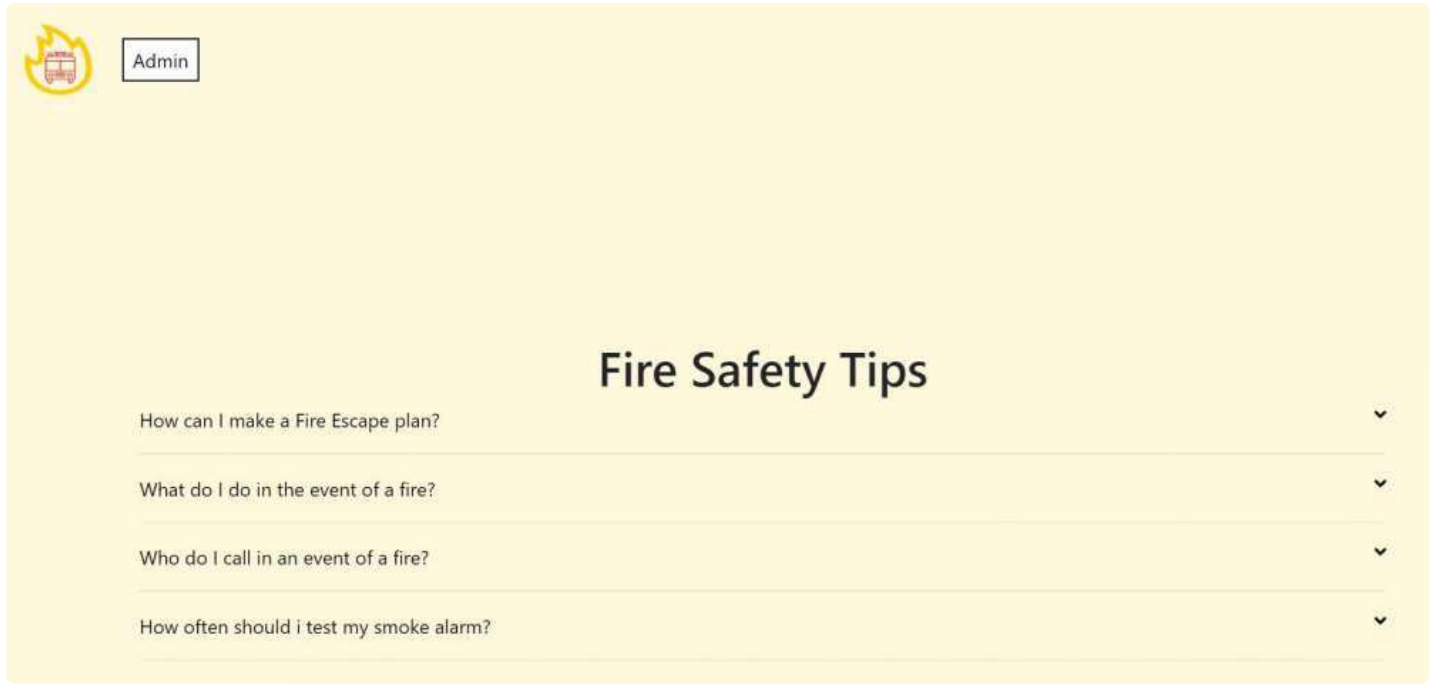 Admin
Fire Safety Tips
How can I make a Fire Escape plan?
What do I do in the event of a fire?
Who do I call in an event of a fire?
How often should i test my smoke alarm?